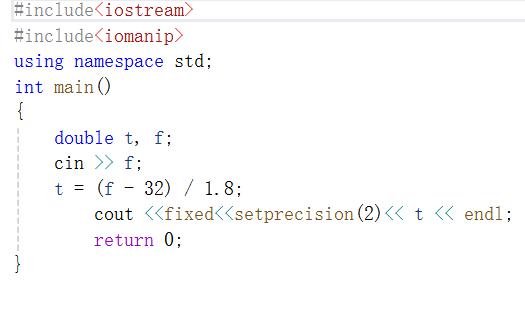 #include<iostream>
#include<iomanip>
using namespace std;
int main()
{
    double t, f;
    cin >> f;
    t = (f - 32) / 1.8;
        cout <<fixed<<setprecision(2)<< t << endl;
        return 0;
}